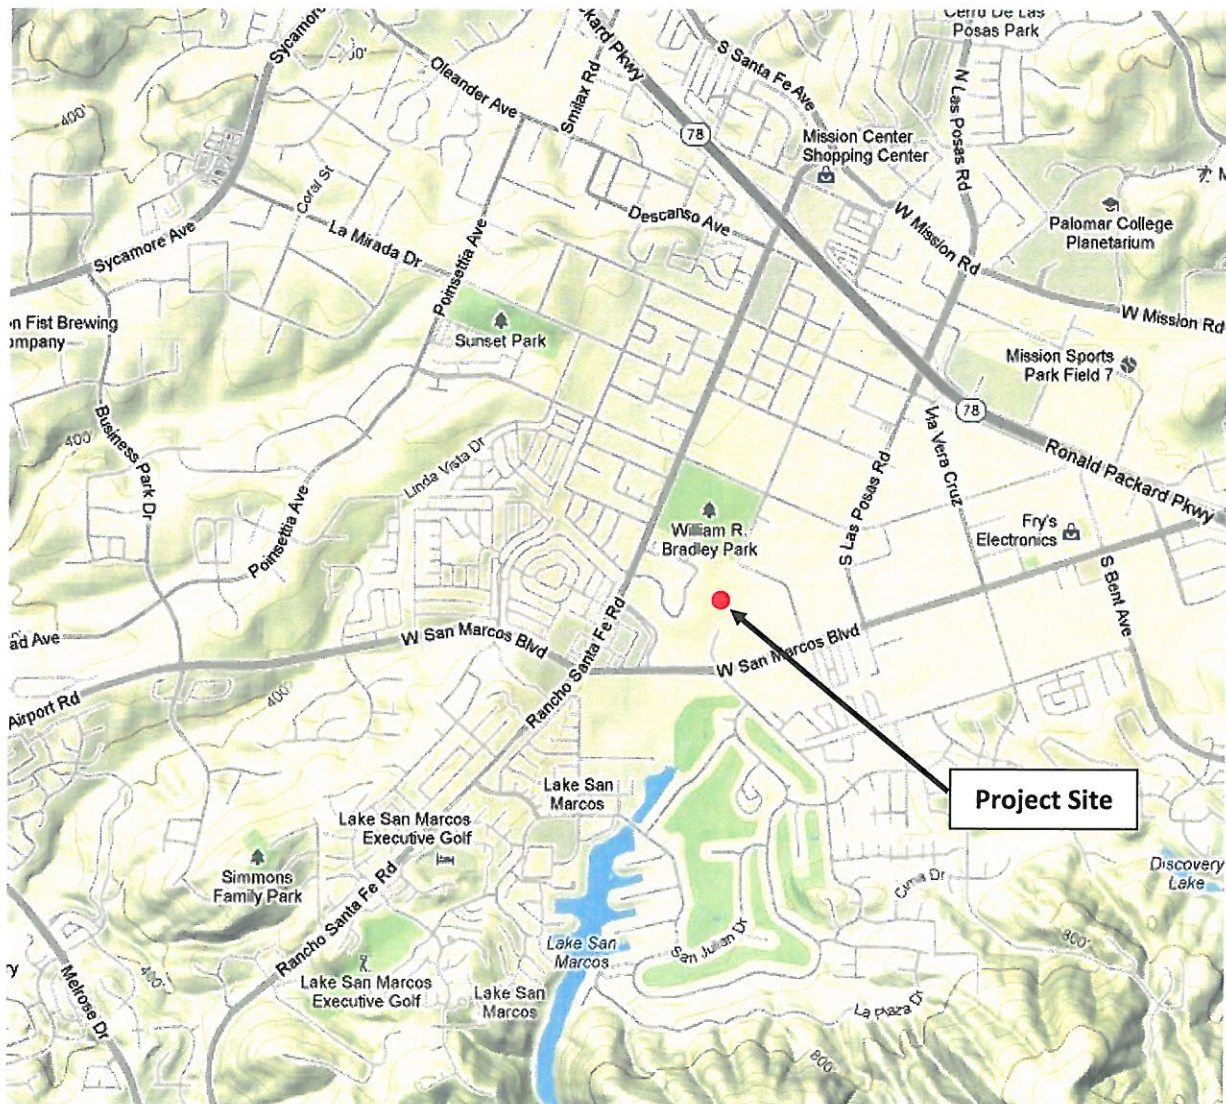 Sycamore
Oleander Ave
Smilax Rd
ckard Pkwy
S Santa Fe Ave
Cerro De Las
Posas Park
N Las Posas Rd
400'
78
Mission Center
Shopping Center
Coral St
Palomar College
Planetarium
Sycamore Ave
La Mirada Dr
Poinsettia Ave
Descanso Ave
W Mission Rd
W Mission Rd
on Fist Brewing
ompany
Sunset Park
Mission Sports
Park Field 7
78
Business Park Dr
400'
Linda Vista Dr
Via Vera Cruz
Ronald Packard Pkwy
Poinsettia Ave
William R.
Bradley Park
S Las Posas Rd
Fry's
Electronics
S Bent Ave
ad Ave
W San Marcos Blvd
Rancho Santa Fe Rd
W San Marcos Blvd
Airport Rd
400'
Project Site
Lake San
Marcos
Lake San Marcos
Executive Golf
Simmons
Family Park
Discovery
Lake
Cima Dr
Rancho Santa Fe Rd
Lake San
Marcos
San Julian Dr
800'
Melrose Dr
400'
Lake San Marcos
Executive Golf
Lake San
Marcos
La Plaza Dr
800'